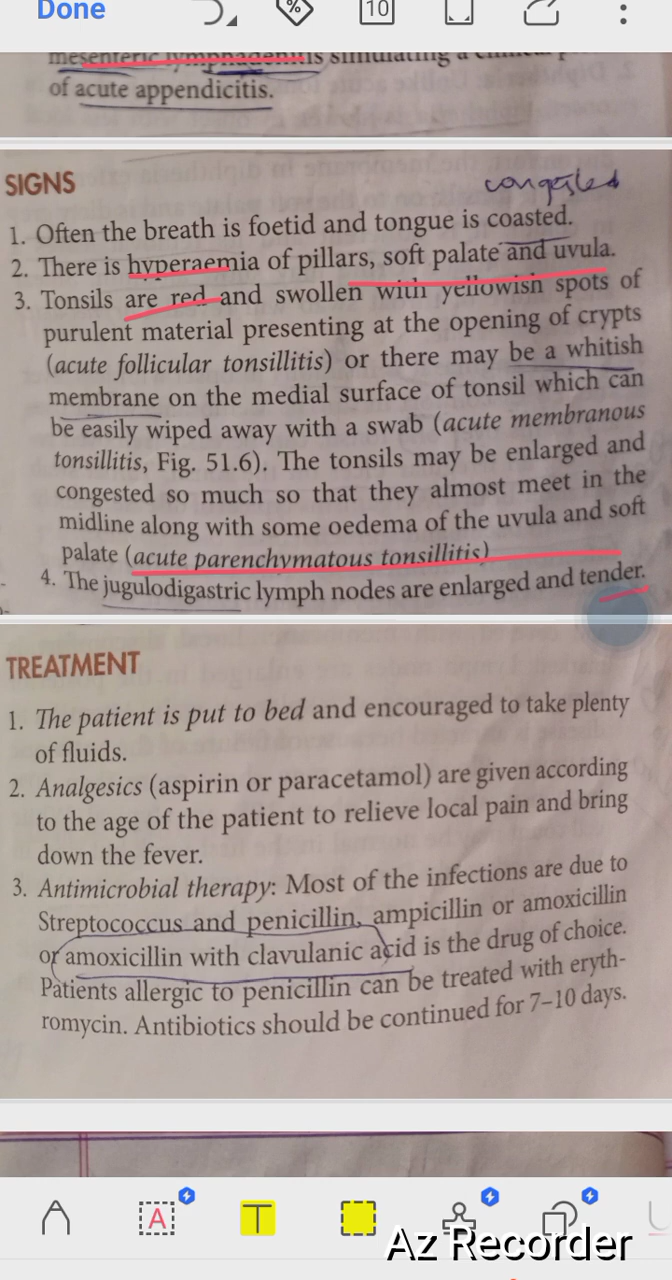 Done
%
10
mesenteric lymphadenitis simulating a clinical
of acute appendicitis.
SIGNS
congested
1. Often the breath is foetid and tongue is coasted.
2. There is hyperaemia of pillars, soft palate and uvula.
3. Tonsils are red and swollen with yellowish spots of
purulent material presenting at the opening of crypts
(acute follicular tonsillitis) or there may be a whitish
membrane on the medial surface of tonsil which can
be easily wiped away with a swab (acute membranous
tonsillitis, Fig. 51.6). The tonsils may be enlarged and
congested so much so that they almost meet in the
midline along with some oedema of the uvula and soft
palate (acute parenchymatous tonsillitis)
4. The jugulodigastric lymph nodes are enlarged and tender.
TREATMENT
1. The patient is put to bed and encouraged to take plenty
of fluids.
2. Analgesics (aspirin or paracetamol) are given according
to the age of the patient to relieve local pain and bring
down the fever.
3. Antimicrobial therapy: Most of the infections are due to
Streptococcus and penicillin, ampicillin or amoxicillin
or amoxicillin with clavulanic acid is the drug of choice.
Patients allergic to penicillin can be treated with eryth-
romycin. Antibiotics should be continued for 7–10 days.
A
T
Az Recorder